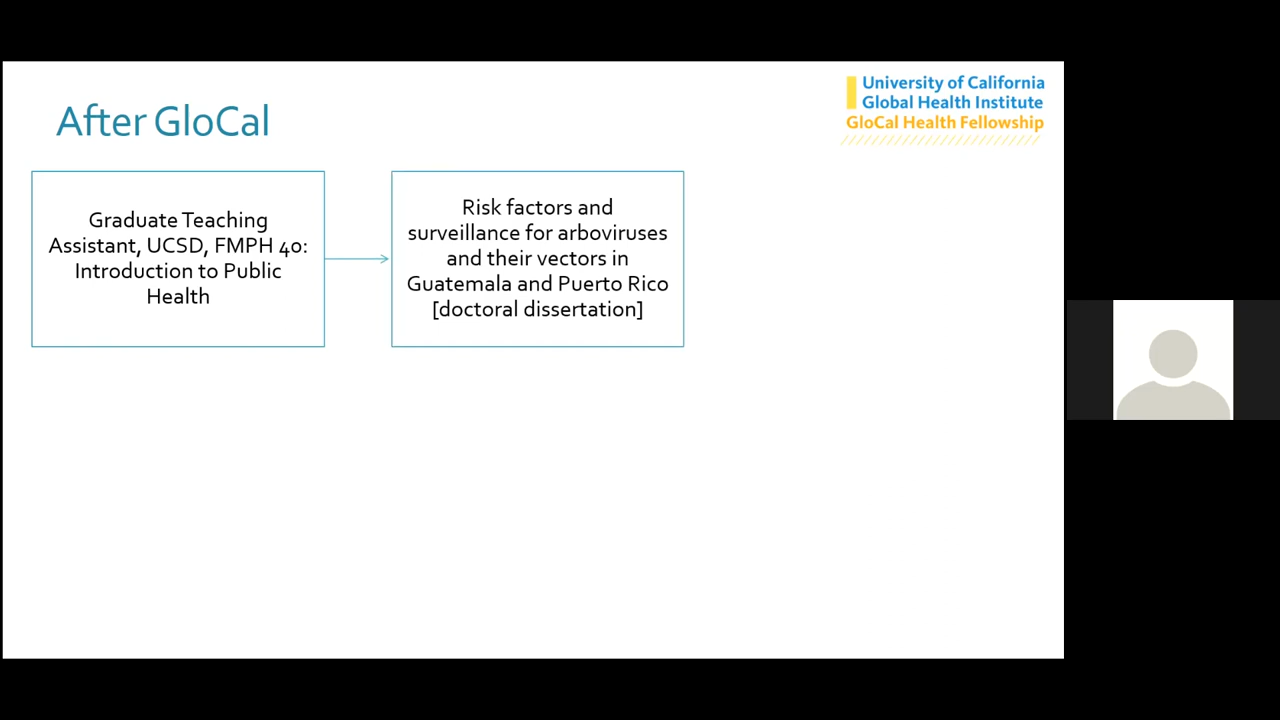 After GloCal
University of California
Global Health Institute
GloCal Health Fellowship
Graduate Teaching
Assistant, UCSD, FMPH 40:
Introduction to Public
Health
Risk factors and
surveillance for arboviruses
and their vectors in
Guatemala and Puerto Rico
[doctoral dissertation]